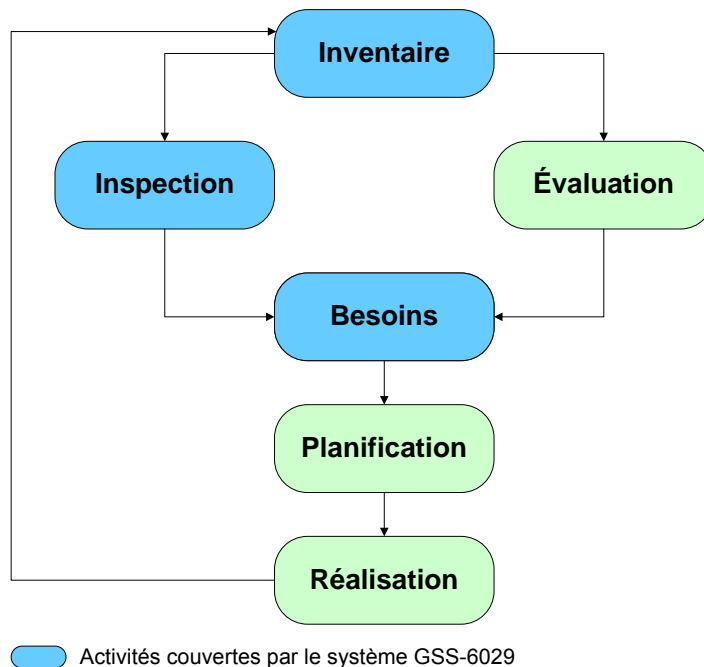 Inventaire
Inspection
Évaluation
Besoins
Planification
Réalisation
Activités couvertes par le système GSS-6029